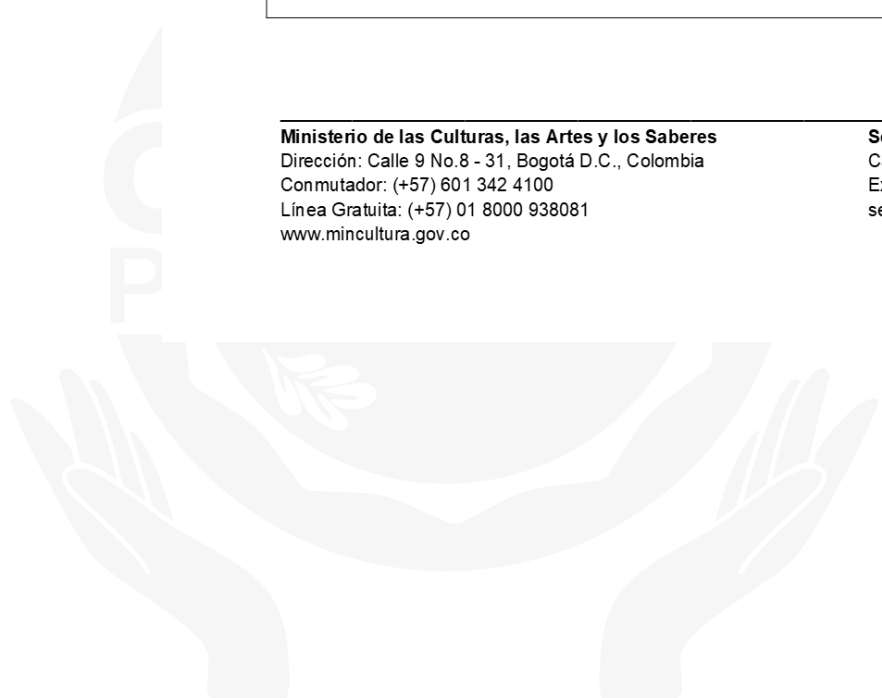 Ministerio de las Culturas, las Artes y los Saberes
Dirección: Calle 9 No.8 - 31, Bogotá D.C., Colombia
Conmutador: (+57) 601 342 4100
Línea Gratuita: (+57) 01 8000 938081
www.mincultura.gov.co